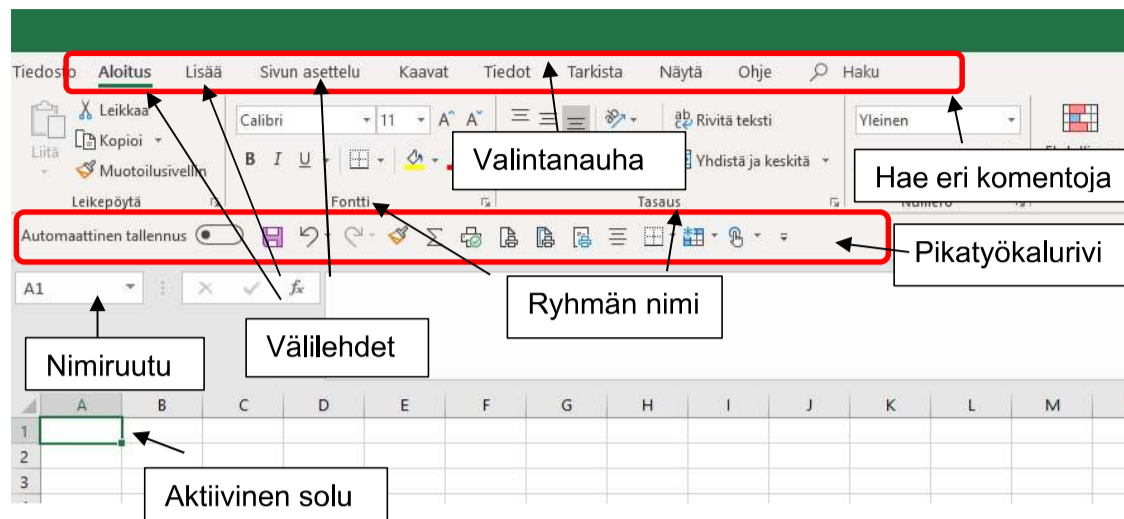 Tiedosto Aloitus Lisää Sivun asettelu Kaavat Tiedot Tarkista Näytä Ohje Haku
Leikkaa
Calibri 11 A A Rivitä teksti Yleinen
Liitä Kopioi
B I U Yhdistä ja keskitä
Muotoilusivellin
Valintanauha
Hae eri komentoja
Leikepöytä Fontti Tasaus
Automaattinen tallennus
Pikatyökalurivi
A1 fx
Ryhmän nimi
Välilehdet
Nimiruutu
A B C D E F G H I J K L M
1
2
3
Aktiivinen solu